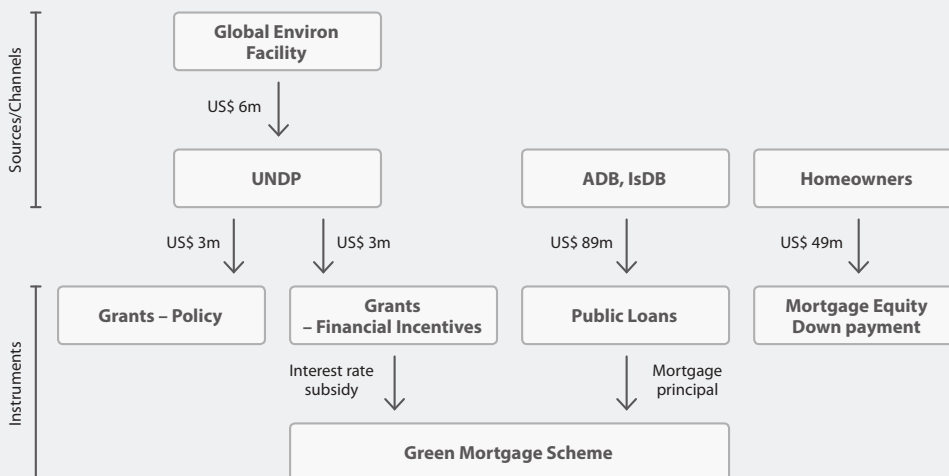 Sources/Channels
Global Environ
Facility
US$ 6m
UNDP
ADB, IsDB
Homeowners
US$ 3m
US$ 3m
US$ 89m
US$ 49m
Instruments
Grants – Policy
Grants
– Financial Incentives
Public Loans
Mortgage Equity
Down payment
Interest rate
subsidy
Mortgage
principal
Green Mortgage Scheme